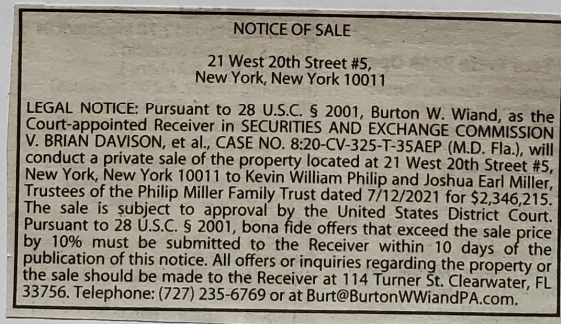 NOTICE OF SALE
21 West 20th Street #5,
New York, New York 10011
LEGAL NOTICE: Pursuant to 28 U.S.C. § 2001, Burton W. Wiand, as the
Court-appointed Receiver in SECURITIES AND EXCHANGE COMMISSION
V. BRIAN DAVISON, et al., CASE NO. 8:20-CV-325-T-35AEP (M.D. Fla.), will
conduct a private sale of the property located at 21 West 20th Street #5,
New York, New York 10011 to Kevin William Philip and Joshua Earl Miller,
Trustees of the Philip Miller Family Trust dated 7/12/2021 for $2,346,215.
The sale is subject to approval by the United States District Court.
Pursuant to 28 U.S.C. § 2001, bona fide offers that exceed the sale price
by 10% must be submitted to the Receiver within 10 days of the
publication of this notice. All offers or inquiries regarding the property or
the sale should be made to the Receiver at 114 Turner St. Clearwater, FL
33756. Telephone: (727) 235-6769 or at Burt@BurtonWWiandPA.com.